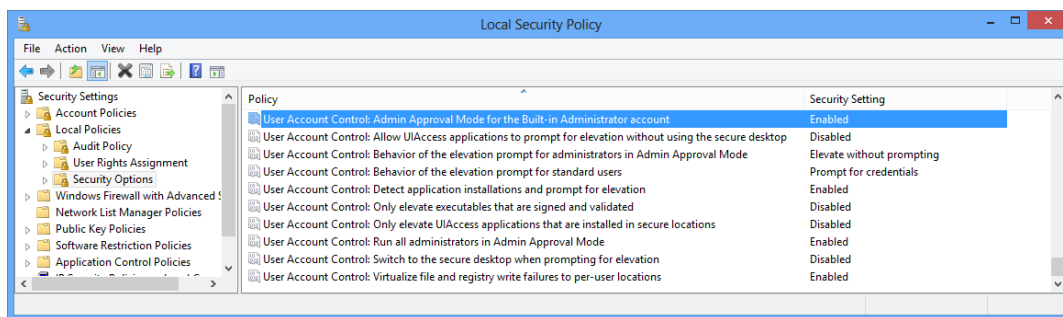 Local Security Policy
File Action View Help
Security Settings
Account Policies
Local Policies
Audit Policy
User Rights Assignment
Security Options
Windows Firewall with Advanced
Network List Manager Policies
Public Key Policies
Software Restriction Policies
Application Control Policies
Policy Security Setting
User Account Control: Admin Approval Mode for the Built-in Administrator account Enabled
User Account Control: Allow UIAccess applications to prompt for elevation without using the secure desktop Disabled
User Account Control: Behavior of the elevation prompt for administrators in Admin Approval Mode Elevate without prompting
User Account Control: Behavior of the elevation prompt for standard users Prompt for credentials
User Account Control: Detect application installations and prompt for elevation Enabled
User Account Control: Only elevate executables that are signed and validated Disabled
User Account Control: Only elevate UIAccess applications that are installed in secure locations Disabled
User Account Control: Run all administrators in Admin Approval Mode Enabled
User Account Control: Switch to the secure desktop when prompting for elevation Disabled
User Account Control: Virtualize file and registry write failures to per-user locations Enabled